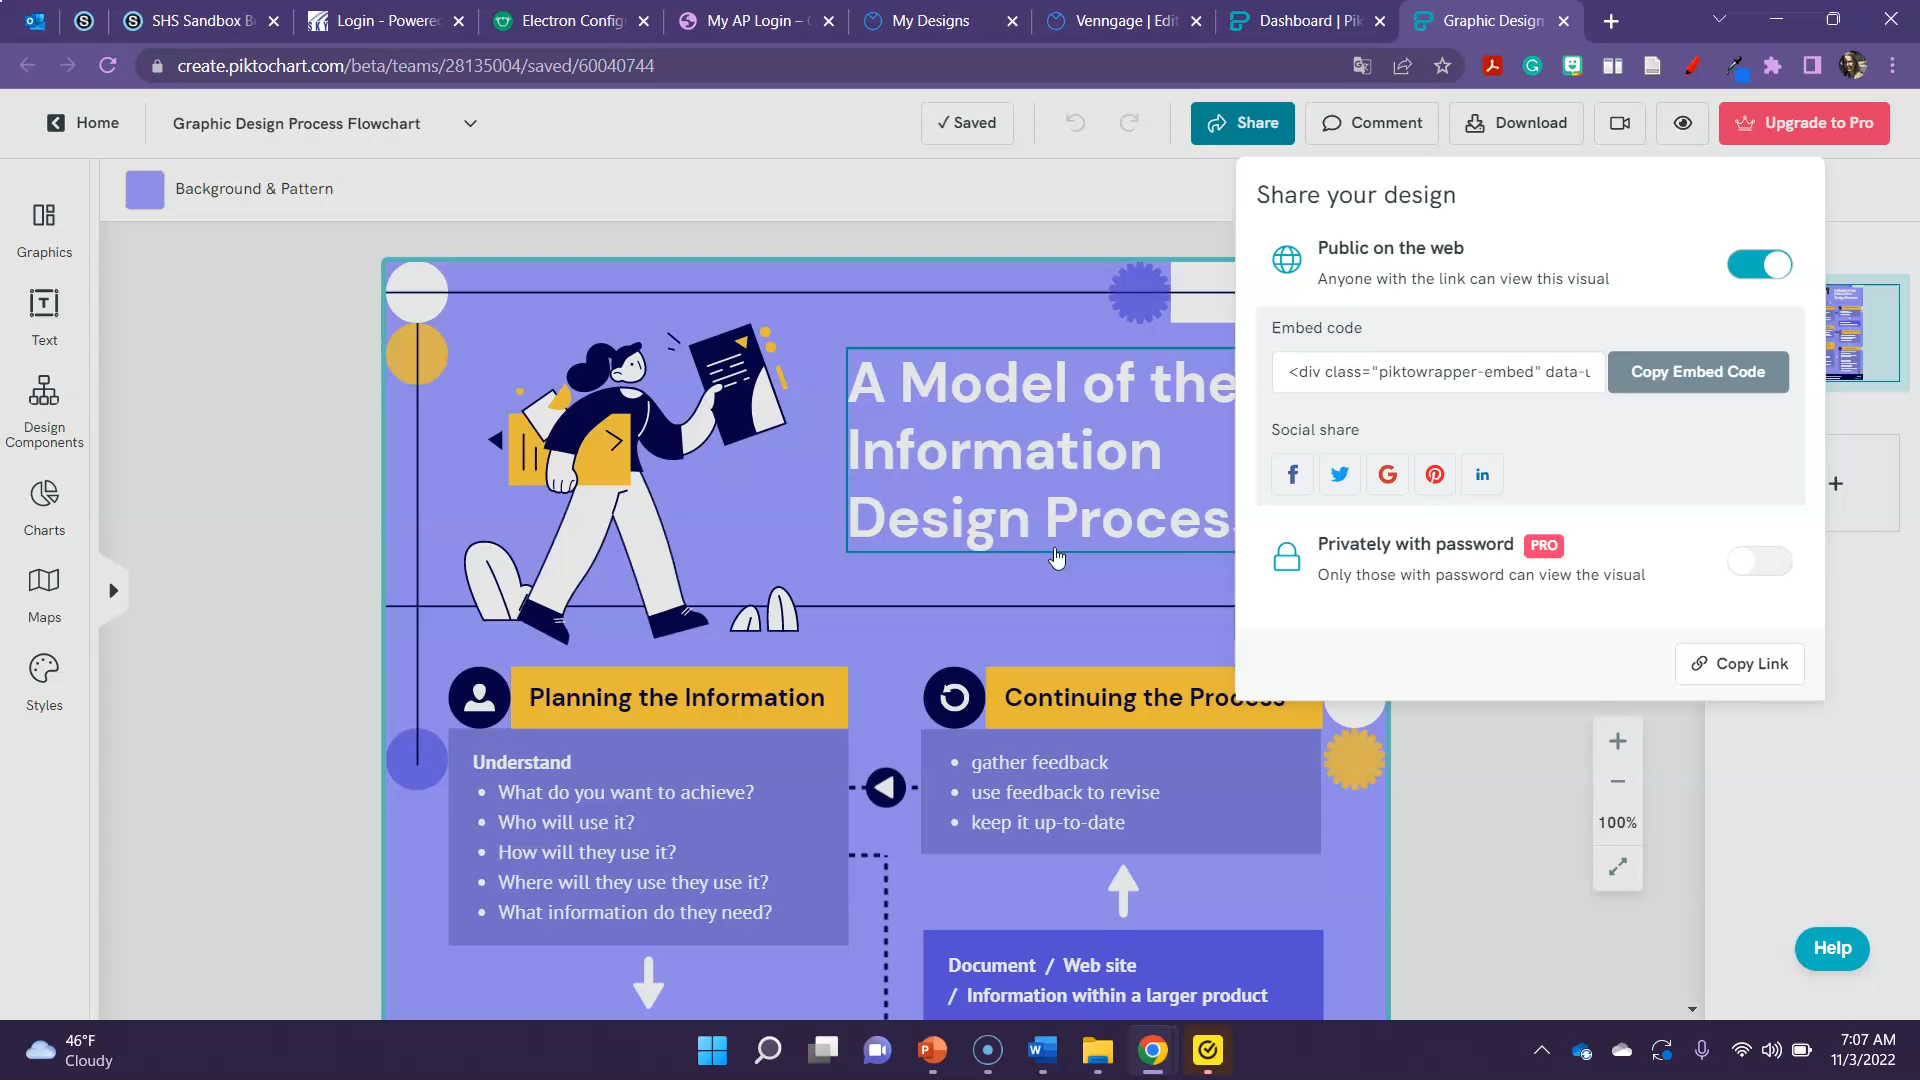 SHS Sandbox Bu
Login - Powere
Electron Config
My AP Login –
My Designs
Venngage | Edit
Dashboard | Pik
Graphic Design
create.piktochart.com/beta/teams/28135004/saved/60040744
Home
Graphic Design Process Flowchart
Saved
Share
Comment
Download
Upgrade to Pro
Background & Pattern
Graphics
Text
Design
Components
Charts
Maps
Styles
A Model of the
Information
Design Process
Share your design
Public on the web
Anyone with the link can view this visual
Embed code
<div class="piktowrapper-embed" data-u
Copy Embed Code
Social share
Privately with password PRO
Only those with password can view the visual
Copy Link
Planning the Information
Understand
• What do you want to achieve?
• Who will use it?
• How will they use it?
• Where will they use they use it?
• What information do they need?
Continuing the Process
• gather feedback
• use feedback to revise
• keep it up-to-date
Document / Web site
/ Information within a larger product
100%
Help
46°F
Cloudy
7:07 AM
11/3/2022